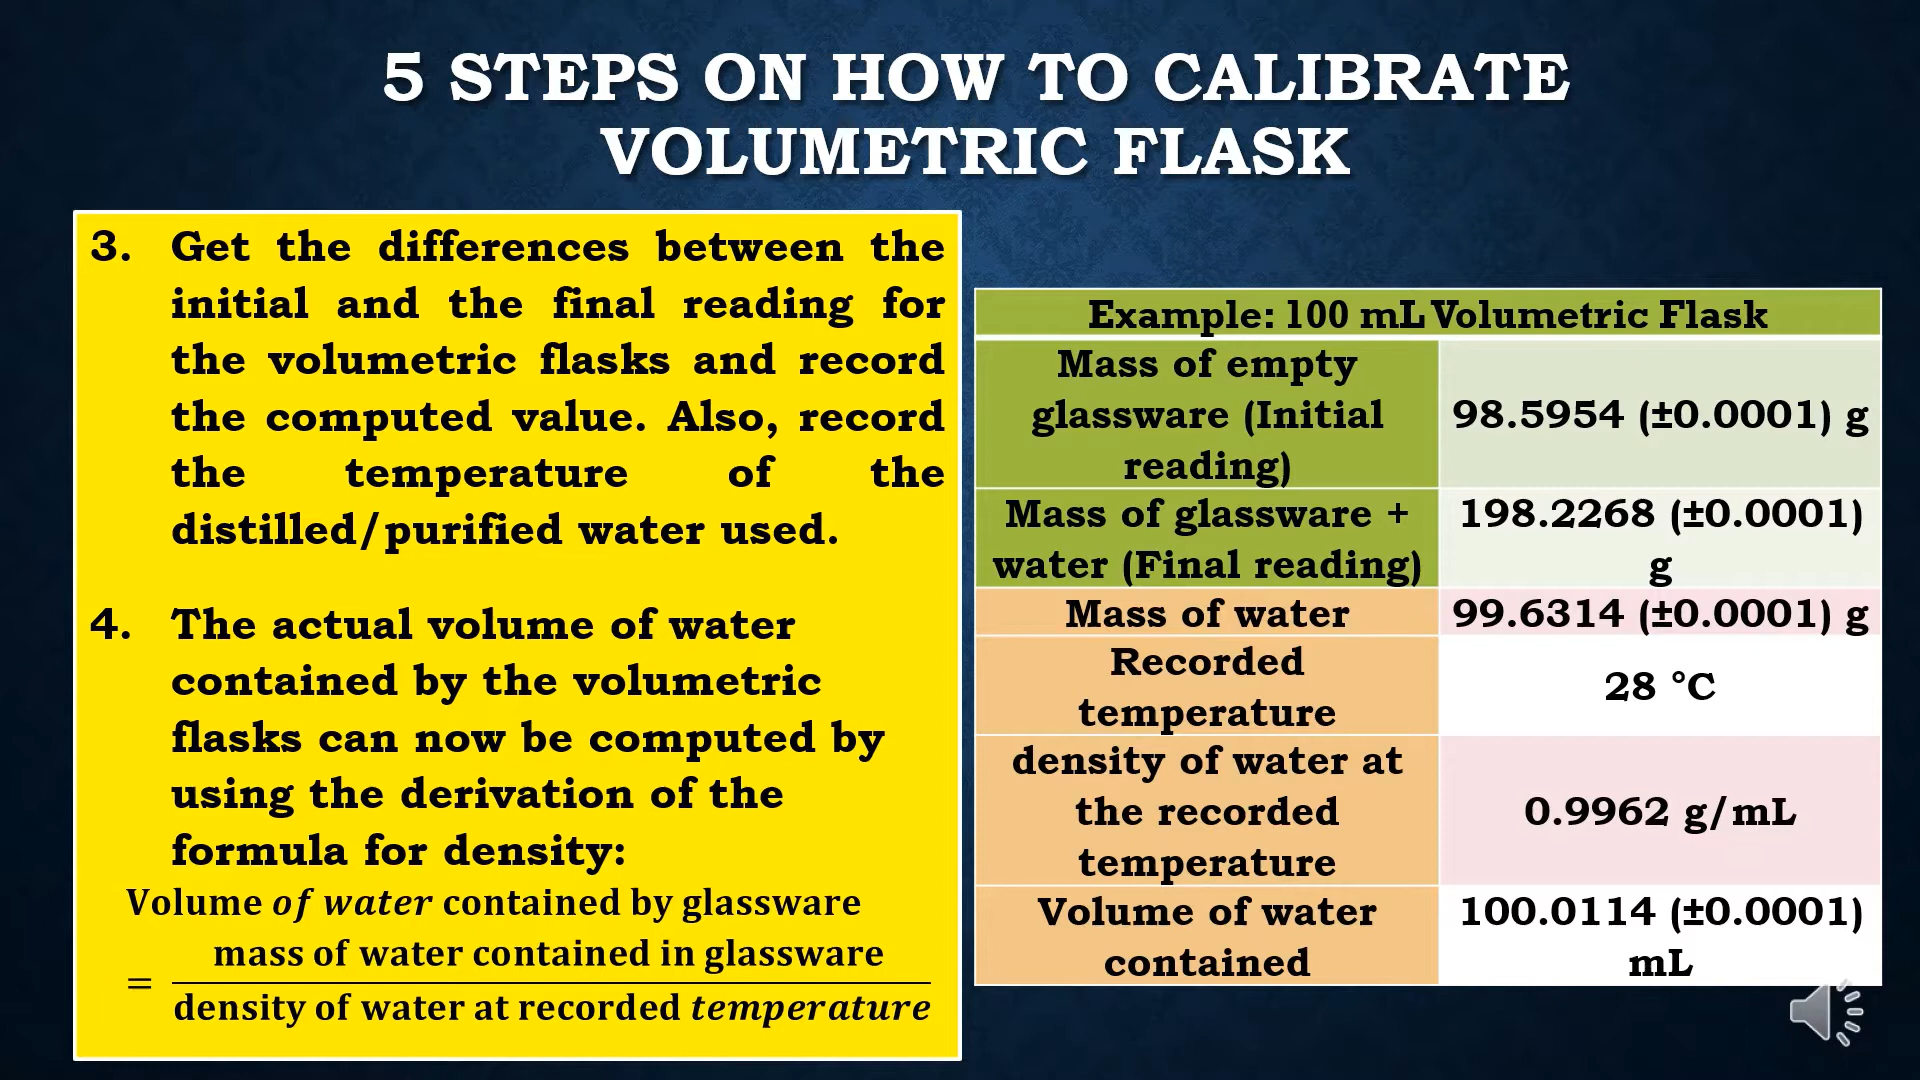 5 STEPS ON HOW TO CALIBRATE
VOLUMETRIC FLASK
3. Get the differences between the
initial and the final reading for
the volumetric flasks and record
the computed value. Also, record
the temperature of the
distilled/purified water used.
4. The actual volume of water
contained by the volumetric
flasks can now be computed by
using the derivation of the
formula for density:
Volume of water contained by glassware
mass of water contained in glassware
=
density of water at recorded temperature
Example: 100 mL Volumetric Flask
Mass of empty
glassware (Initial
reading)
98.5954 (±0.0001) g
Mass of glassware +
water (Final reading)
198.2268 (±0.0001)
g
Mass of water
99.6314 (±0.0001) g
Recorded
temperature
28 °C
density of water at
the recorded
temperature
0.9962 g/mL
Volume of water
contained
100.0114 (±0.0001)
mL